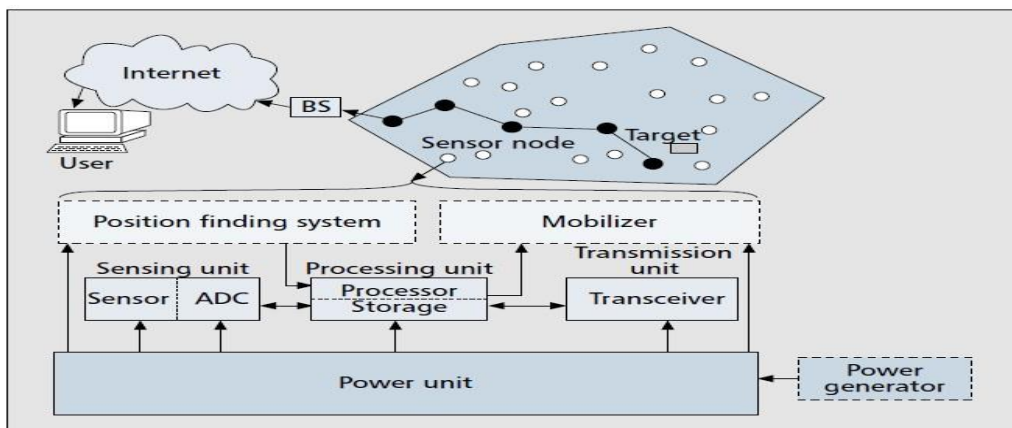 Internet
BS
User
Sensor node
Target
Position finding system
Mobilizer
Sensing unit
Processing unit
Transmission
unit
Sensor
ADC
Processor
Storage
Transceiver
Power unit
Power
generator